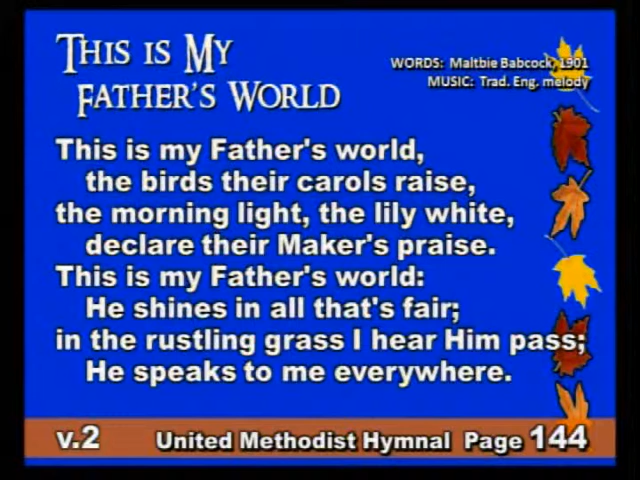 THIS IS MY
FATHER'S WORLD
WORDS: Maltbie Babcock, 1901
MUSIC: Trad. Eng. melody
This is my Father's world,
the birds their carols raise,
the morning light, the lily white,
declare their Maker's praise.
This is my Father's world:
He shines in all that's fair;
in the rustling grass I hear Him pass;
He speaks to me everywhere.
v.2 United Methodist Hymnal Page 144